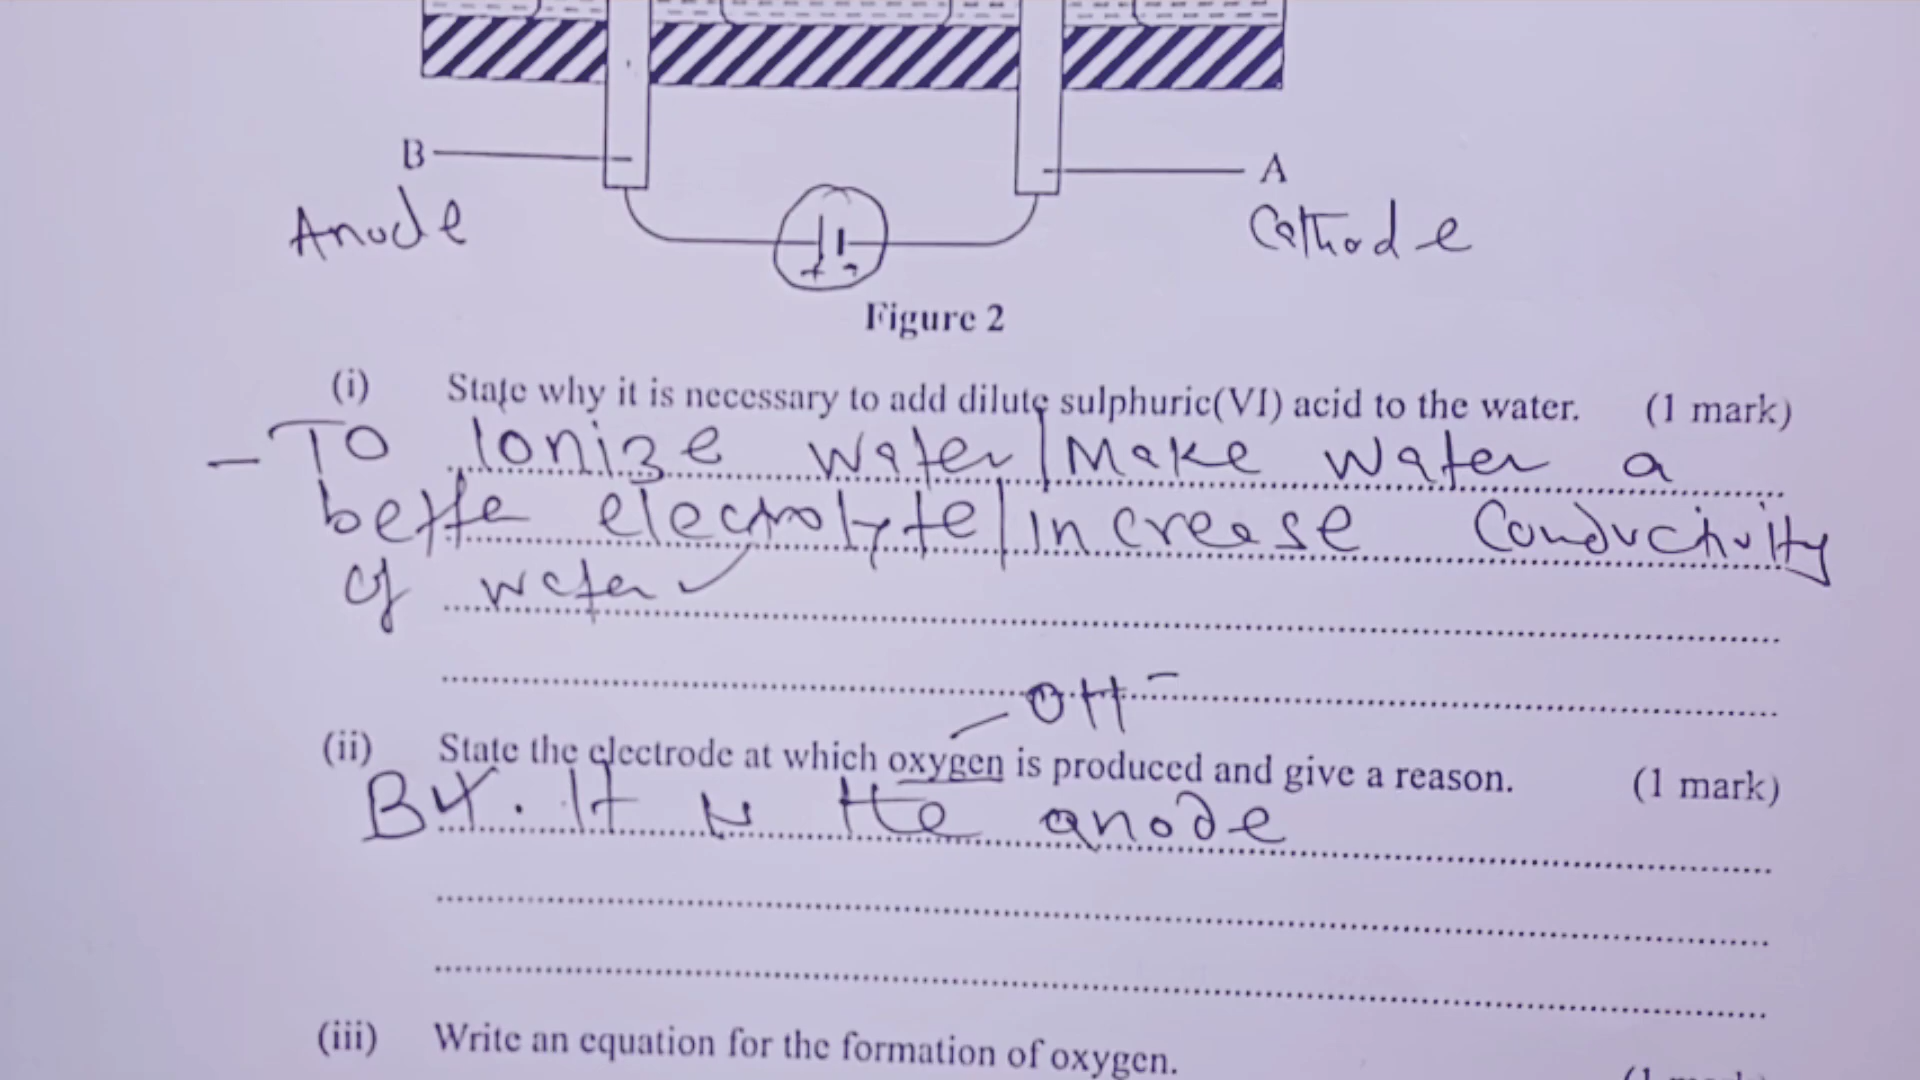 B
A
Anode
Cathode
+ -
Figure 2
(i) State why it is necessary to add dilute sulphuric(VI) acid to the water. (1 mark)
- To Ionize water/Make water a
bette electrolyte/increase Conductivity
of water
OH⁻
(ii) State the electrode at which oxygen is produced and give a reason. (1 mark)
B. It is the anode
(iii) Write an equation for the formation of oxygen.